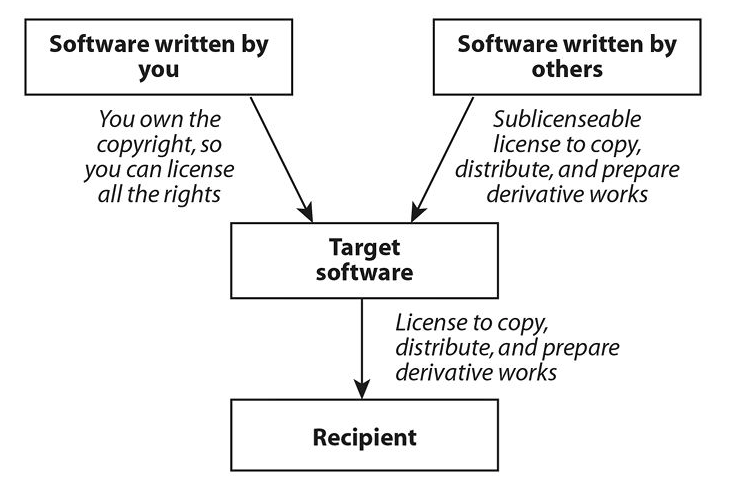 Software written by
you
Software written by
others
You own the
copyright, so
you can license
all the rights
Sublicenseable
license to copy,
distribute, and prepare
derivative works
Target
software
License to copy,
distribute, and prepare
derivative works
Recipient